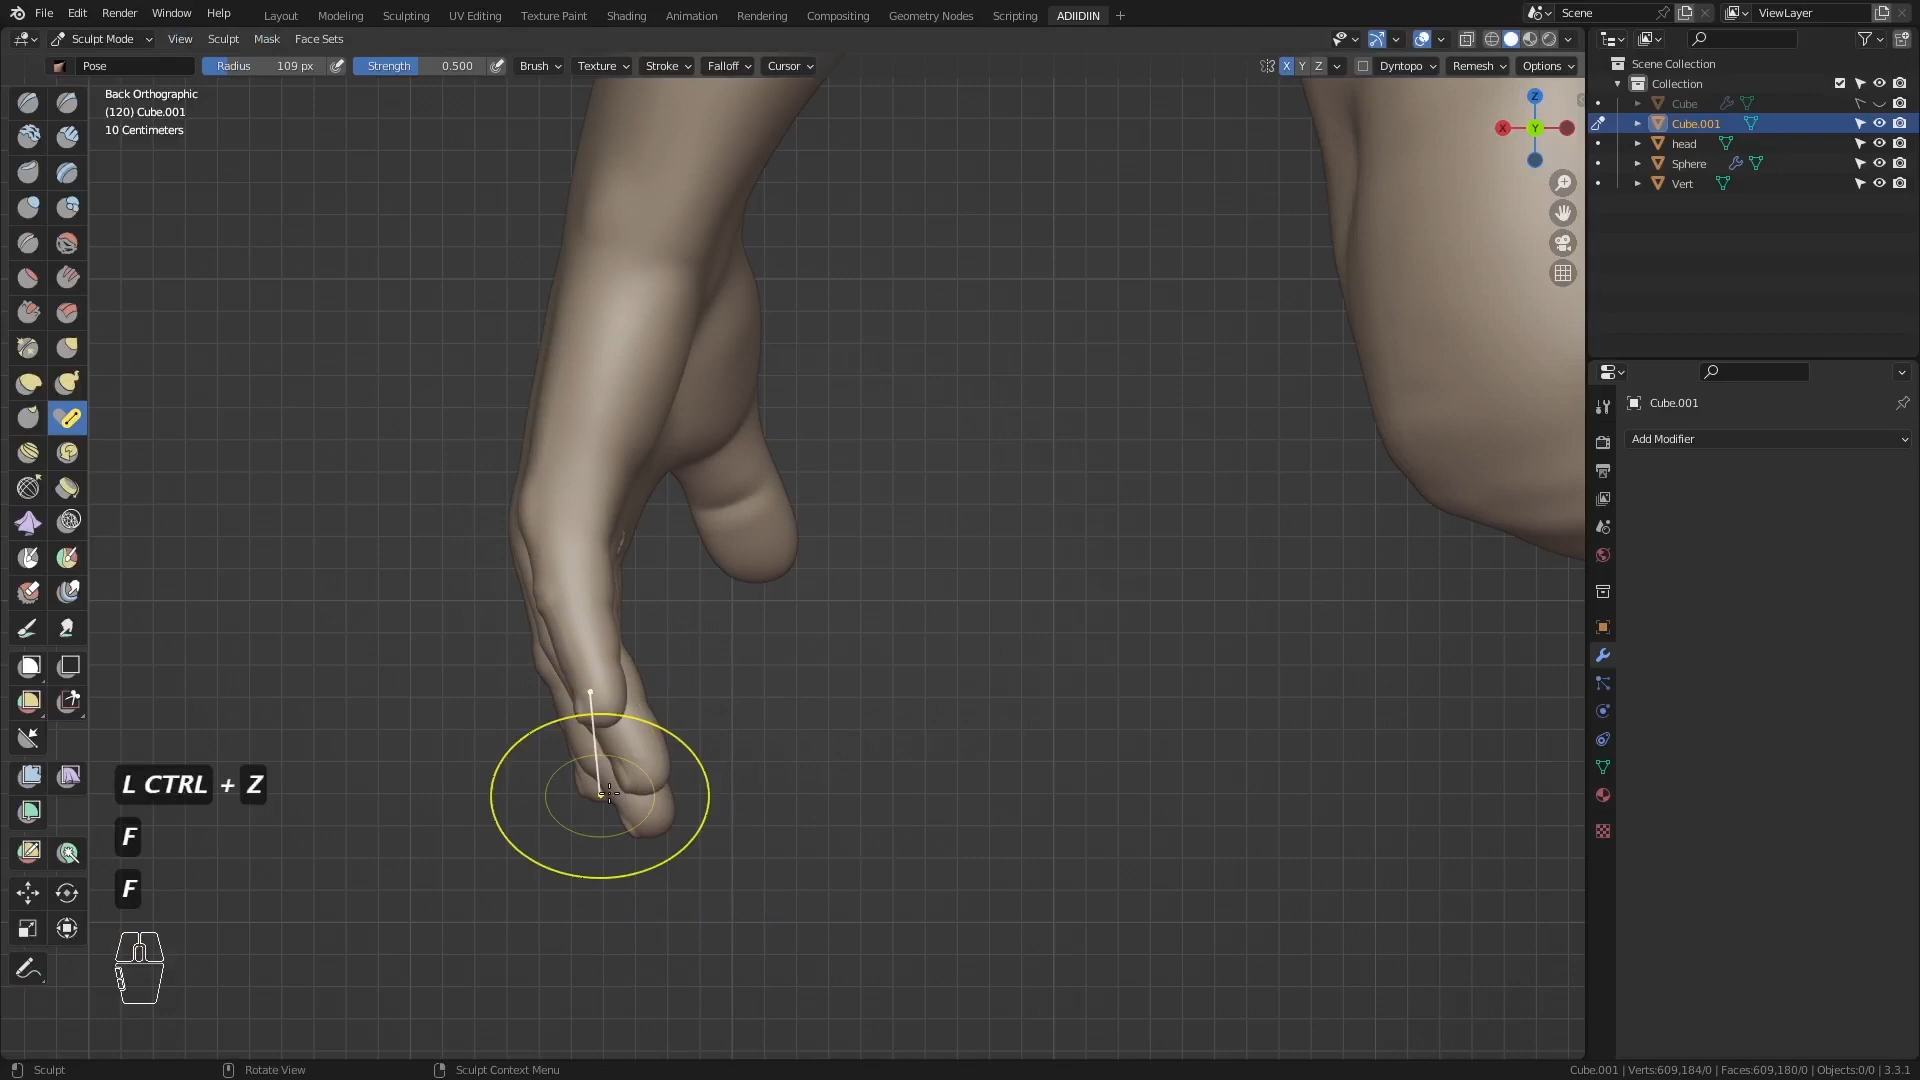 File Edit Render Window Help Layout Modeling Sculpting UV Editing Texture Paint Shading Animation Rendering Compositing Geometry Nodes Scripting ADIIDIIN Scene ViewLayer
Sculpt Mode View Sculpt Mask Face Sets
Pose Radius 109 px Strength 0.500 Brush Texture Stroke Falloff Cursor X Y Z Dyntopo Remesh Options
Back Orthographic
(120) Cube.001
10 Centimeters
Z
X
Y
Scene Collection
Collection
Cube
Cube.001
head
Sphere
Vert
Cube.001
Add Modifier
L CTRL + Z
F
F
Sculpt Rotate View Sculpt Context Menu Cube.001 | Verts:609,184/0 | Faces:609,180/0 | Objects:0/0 | 3.3.1